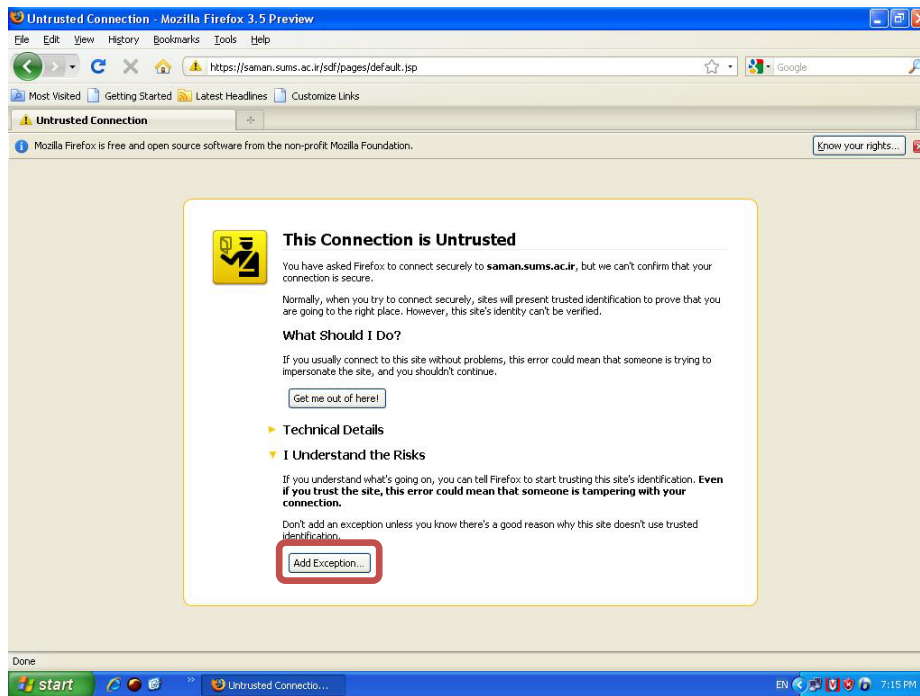 Untrusted Connection - Mozilla Firefox 3.5 Preview
File Edit View History Bookmarks Tools Help
https://saman.sums.ac.ir/sdf/pages/default.jsp
Google
Most Visited Getting Started Latest Headlines Customize Links
Untrusted Connection
Mozilla Firefox is free and open source software from the non-profit Mozilla Foundation.
Know your rights...
This Connection is Untrusted
You have asked Firefox to connect securely to saman.sums.ac.ir, but we can't confirm that your
connection is secure.
Normally, when you try to connect securely, sites will present trusted identification to prove that you
are going to the right place. However, this site's identity can't be verified.
What Should I Do?
If you usually connect to this site without problems, this error could mean that someone is trying to
impersonate the site, and you shouldn't continue.
Get me out of here!
Technical Details
I Understand the Risks
If you understand what's going on, you can tell Firefox to start trusting this site's identification. Even
if you trust the site, this error could mean that someone is tampering with your
connection.
Don't add an exception unless you know there's a good reason why this site doesn't use trusted
identification.
Add Exception...
Done
start
Untrusted Connectio...
EN
7:15 PM